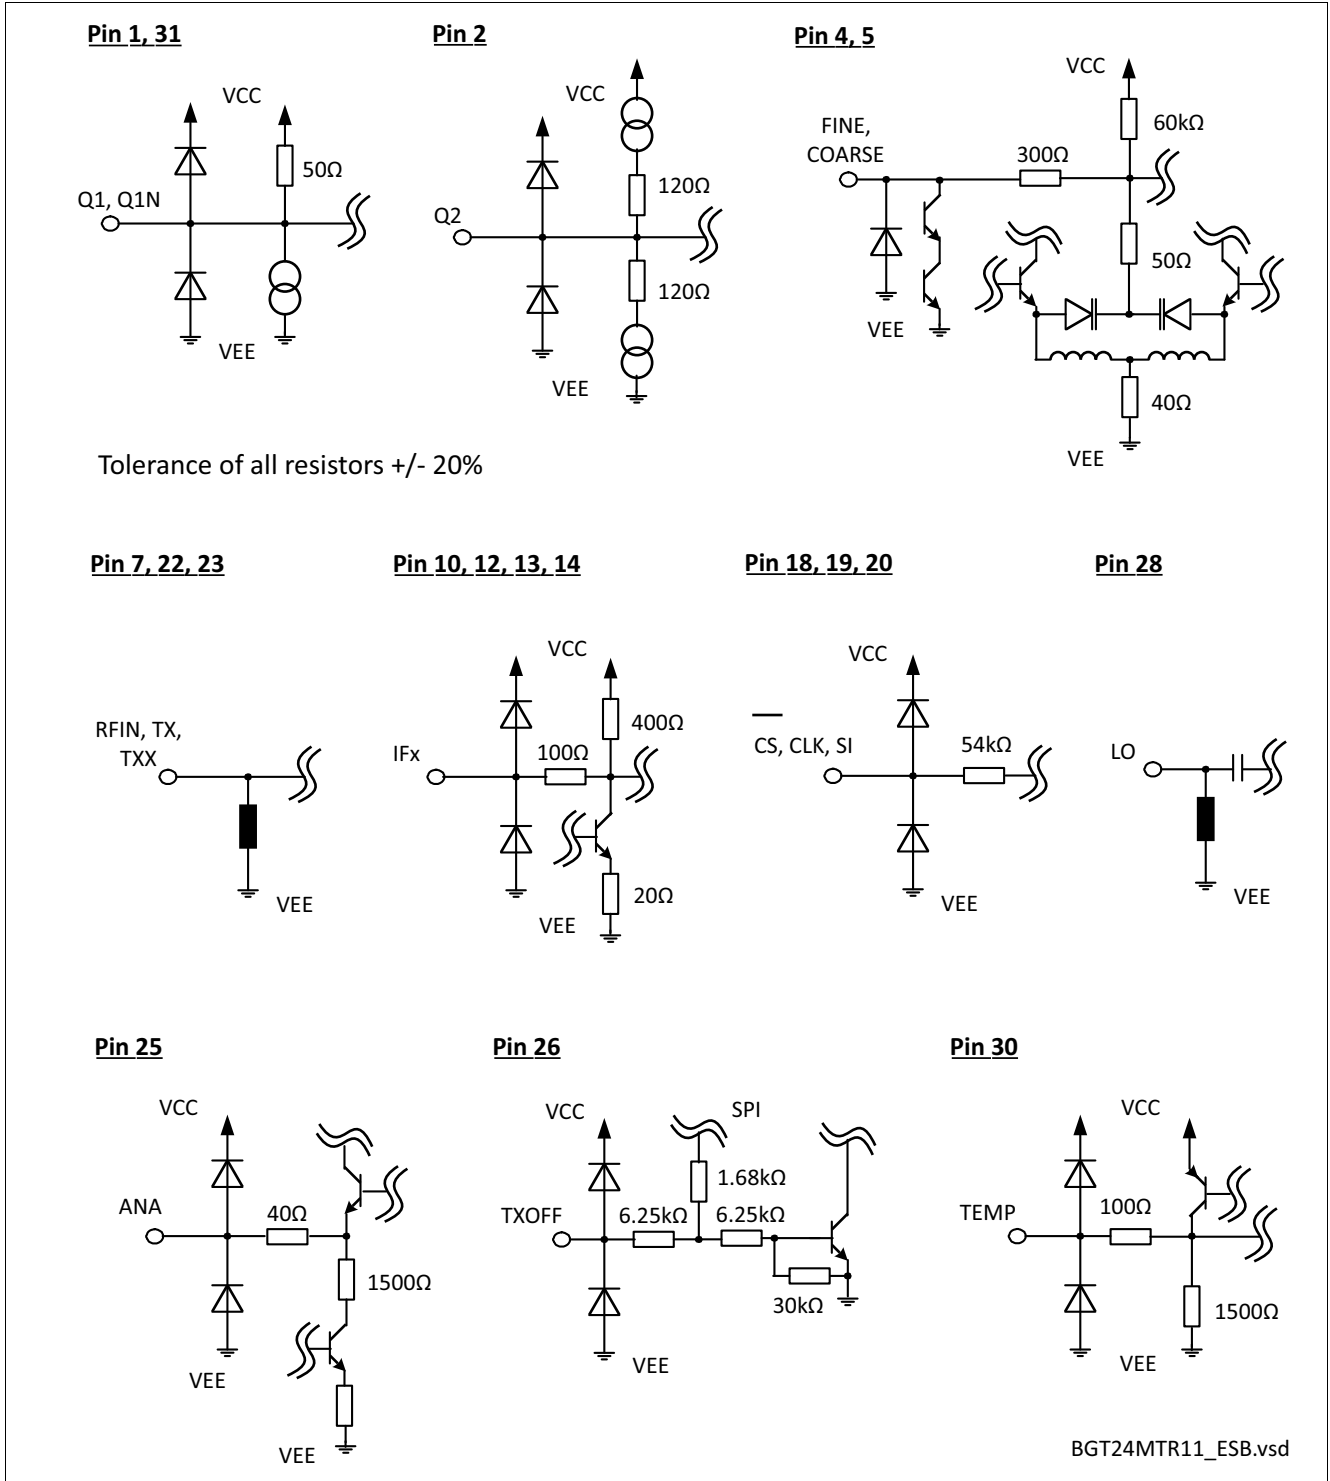 Pin 1, 31
Pin 2
Pin 4, 5
VCC
50Ω
Q1, Q1N
VEE
VCC
120Ω
Q2
120Ω
VEE
VCC
FINE,
COARSE
60kΩ
300Ω
50Ω
VEE
40Ω
VEE
Tolerance of all resistors +/- 20%
Pin 7, 22, 23
Pin 10, 12, 13, 14
Pin 18, 19, 20
Pin 28
RFIN, TX,
TXX
VEE
VCC
400Ω
IFx
100Ω
20Ω
VEE
VCC
CS, CLK, SI
54kΩ
VEE
LO
VEE
Pin 25
Pin 26
Pin 30
VCC
ANA
40Ω
1500Ω
VEE
VEE
VCC
SPI
1.68kΩ
TXOFF
6.25kΩ
6.25kΩ
30kΩ
VEE
VCC
TEMP
100Ω
1500Ω
VEE
BGT24MTR11_ESB.vsd